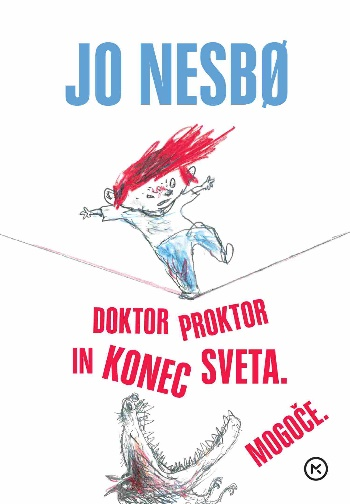 JO NESBØ
DOKTOR PROKTOR
IN KONEC SVETA.
MOGOČE.